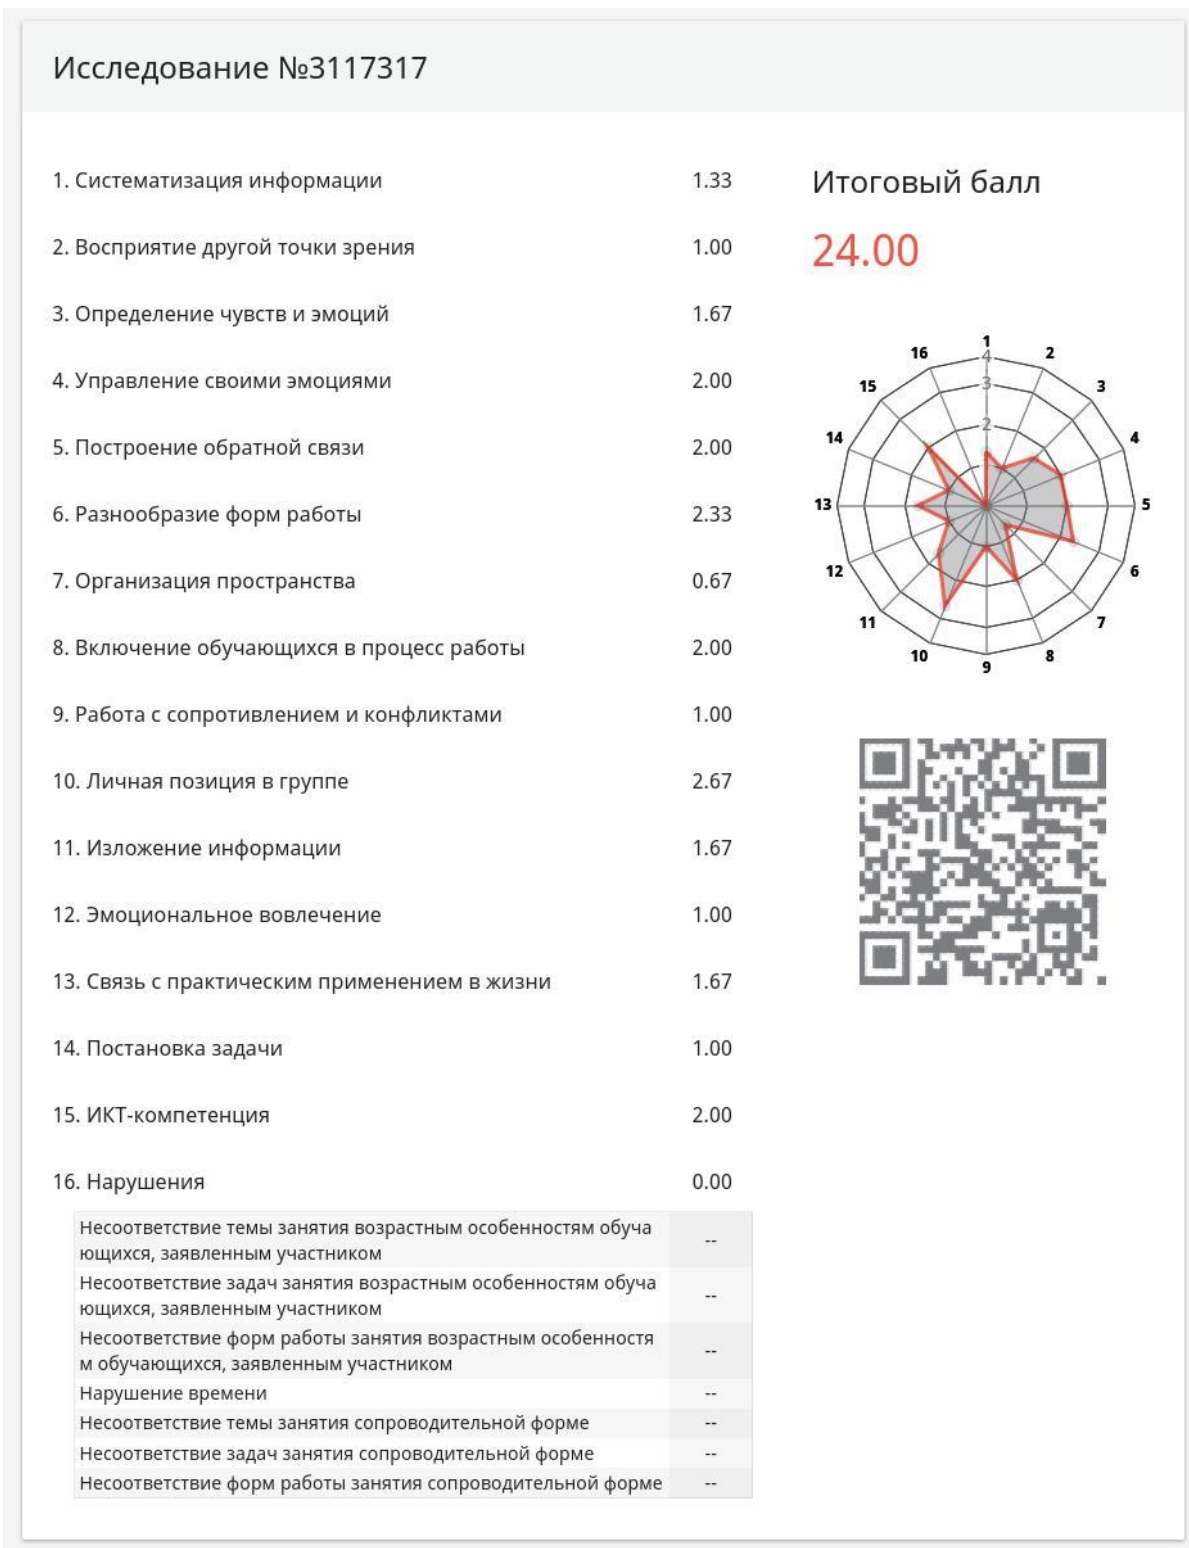 Исследование №3117317
1. Систематизация информации 1.33
2. Восприятие другой точки зрения 1.00
3. Определение чувств и эмоций 1.67
4. Управление своими эмоциями 2.00
5. Построение обратной связи 2.00
6. Разнообразие форм работы 2.33
7. Организация пространства 0.67
8. Включение обучающихся в процесс работы 2.00
9. Работа с сопротивлением и конфликтами 1.00
10. Личная позиция в группе 2.67
11. Изложение информации 1.67
12. Эмоциональное вовлечение 1.00
13. Связь с практическим применением в жизни 1.67
14. Постановка задачи 1.00
15. ИКТ-компетенция 2.00
16. Нарушения 0.00
Несоответствие темы занятия возрастным особенностям обуча
ющихся, заявленным участником --
Несоответствие задач занятия возрастным особенностям обуча
ющихся, заявленным участником --
Несоответствие форм работы занятия возрастным особенностя
м обучающихся, заявленным участником --
Нарушение времени --
Несоответствие темы занятия сопроводительной форме --
Несоответствие задач занятия сопроводительной форме --
Несоответствие форм работы занятия сопроводительной форме --
Итоговый балл
24.00
1
2
3
4
5
6
7
8
9
10
11
12
13
14
15
16
4
3
2